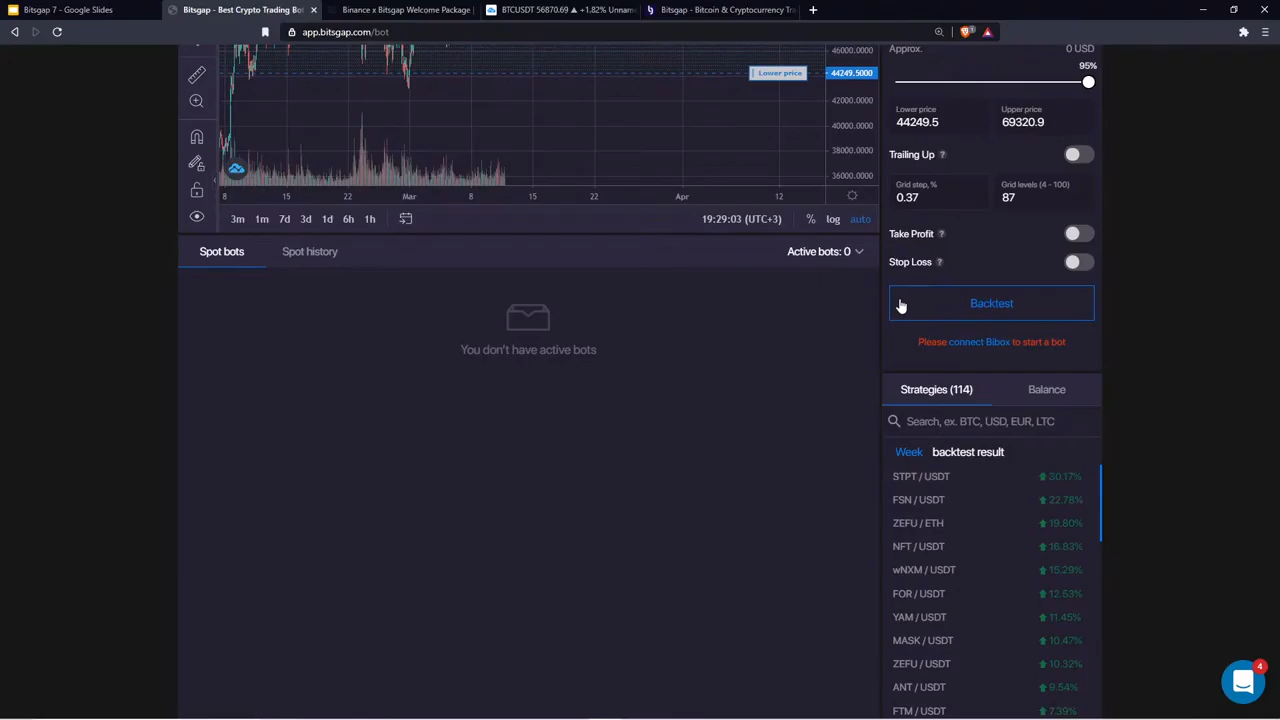 Bitsgap 7 - Google Slides
Bitsgap - Best Crypto Trading Bot
Binance x Bitsgap Welcome Package
BTCUSDT 56870.69 ▲ +1.82% Unnam
Bitsgap - Bitcoin & Cryptocurrency Tra
app.bitsgap.com/bot
46000.0000
Lower price
44249.5000
42000.0000
40000.0000
38000.0000
36000.0000
8
15
22
Mar
8
15
22
Apr
12
3m
1m
7d
3d
1d
6h
1h
19:29:03 (UTC+3)
%
log
auto
Spot bots
Spot history
Active bots: 0
You don't have active bots
Approx.
0 USD
95%
Lower price
Upper price
44249.5
69320.9
Trailing Up ?
Grid step, %
Grid levels (4 - 100)
0.37
87
Take Profit ?
Stop Loss ?
Backtest
Please connect Bibox to start a bot
Strategies (114)
Balance
Search, ex. BTC, USD, EUR, LTC
Week backtest result
STPT / USDT 30.17%
FSN / USDT 22.78%
ZEFU / ETH 19.80%
NFT / USDT 16.83%
wNXM / USDT 15.29%
FOR / USDT 12.53%
YAM / USDT 11.45%
MASK / USDT 10.47%
ZEFU / USDT 10.32%
ANT / USDT 9.54%
FTM / USDT 7.39%
4